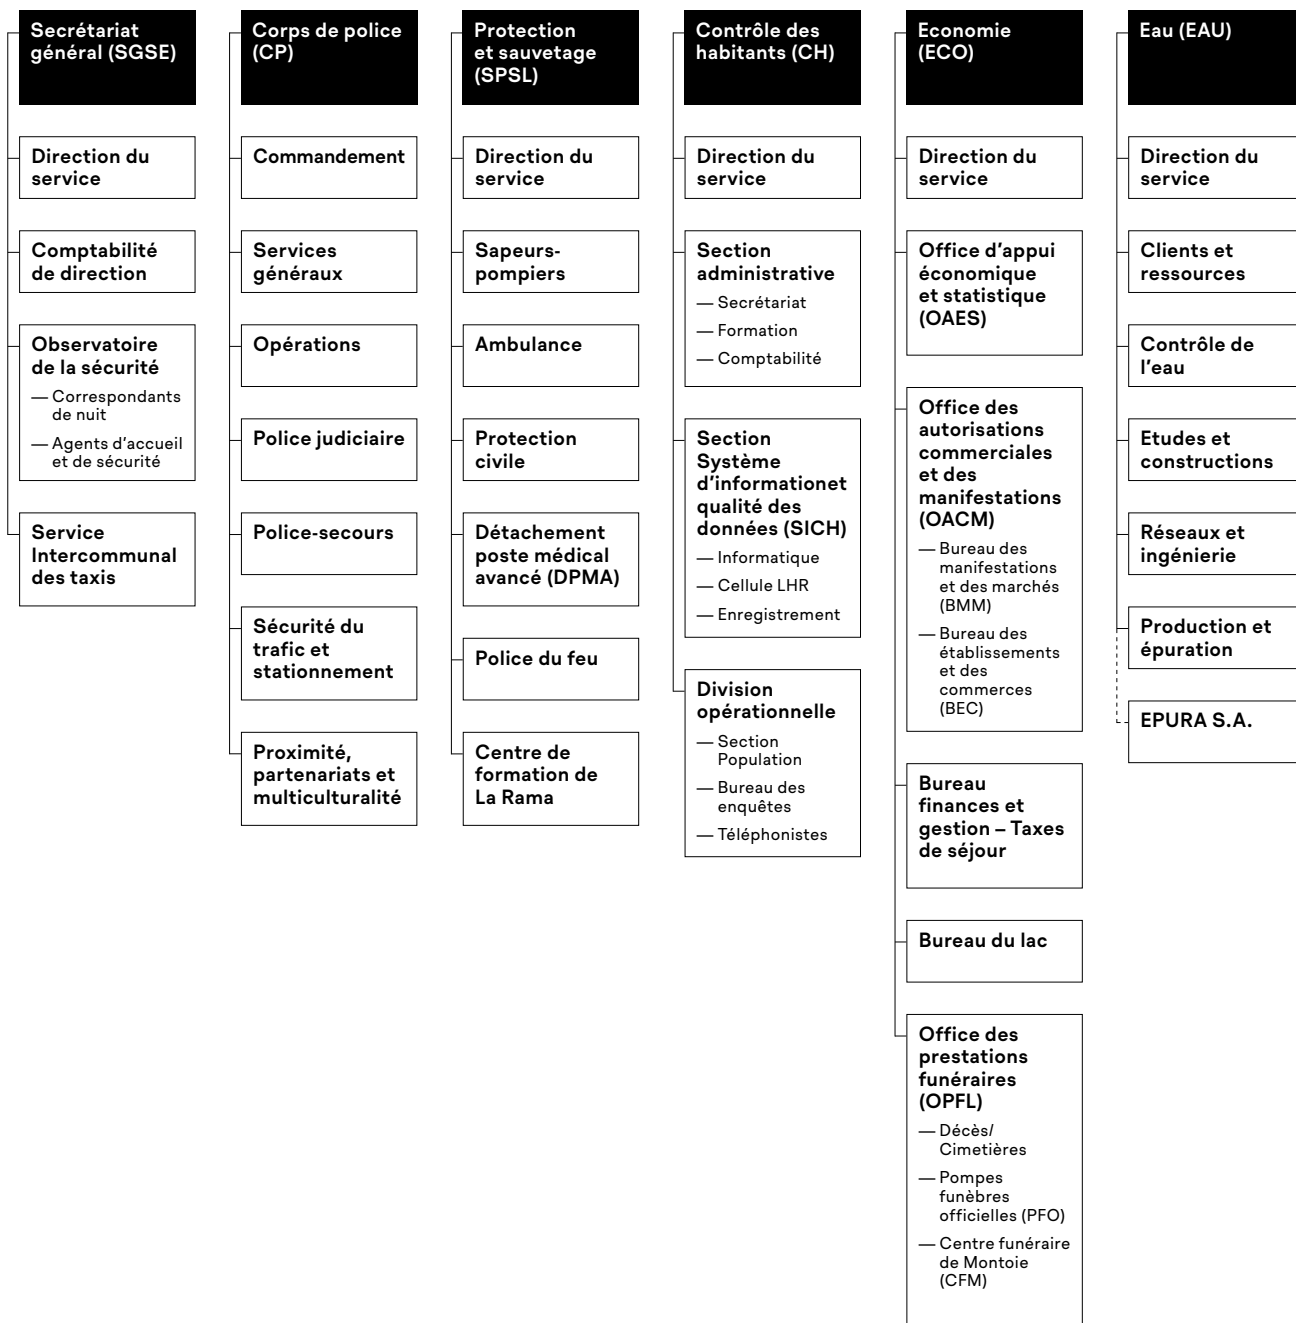 Secrétariat
général (SGSE)
Direction du
service
Comptabilité
de direction
Observatoire
de la sécurité
— Correspondants
de nuit
— Agents d'accueil
et de sécurité
Service
Intercommunal
des taxis
Corps de police
(CP)
Commandement
Services
généraux
Opérations
Police judiciaire
Police-secours
Sécurité du
trafic et
stationnement
Proximité,
partenariats et
multiculturalité
Protection
et sauvetage
(SPSL)
Direction du
service
Sapeurs-
pompiers
Ambulance
Protection
civile
Détachement
poste médical
avancé (DPMA)
Police du feu
Centre de
formation de
La Rama
Contrôle des
habitants (CH)
Direction du
service
Section
administrative
— Secrétariat
— Formation
— Comptabilité
Section
Système
d'informationet
qualité des
données (SICH)
— Informatique
— Cellule LHR
— Enregistrement
Division
opérationnelle
— Section
Population
— Bureau des
enquêtes
— Téléphonistes
Economie
(ECO)
Direction du
service
Office d'appui
économique
et statistique
(OAES)
Office des
autorisations
commerciales
et des
manifestations
(OACM)
— Bureau des
manifestations
et des marchés
(BMM)
— Bureau des
établissements
et des
commerces
(BEC)
Bureau
finances et
gestion – Taxes
de séjour
Bureau du lac
Office des
prestations
funéraires
(OPFL)
— Décès/
Cimetières
— Pompes
funèbres
officielles (PFO)
— Centre funéraire
de Montoie
(CFM)
Eau (EAU)
Direction du
service
Clients et
ressources
Contrôle de
l'eau
Etudes et
constructions
Réseaux et
ingénierie
Production et
épuration
EPURA S.A.